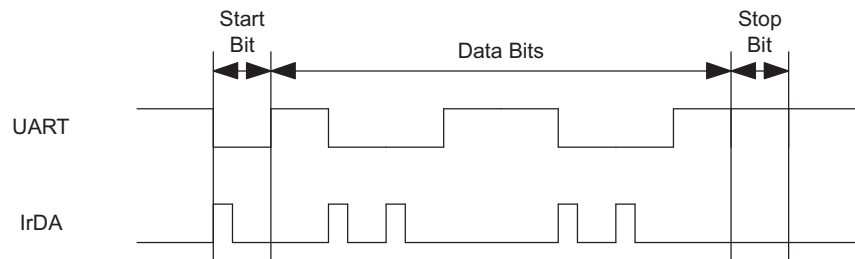 Start
Bit
Data Bits
Stop
Bit
UART
IrDA